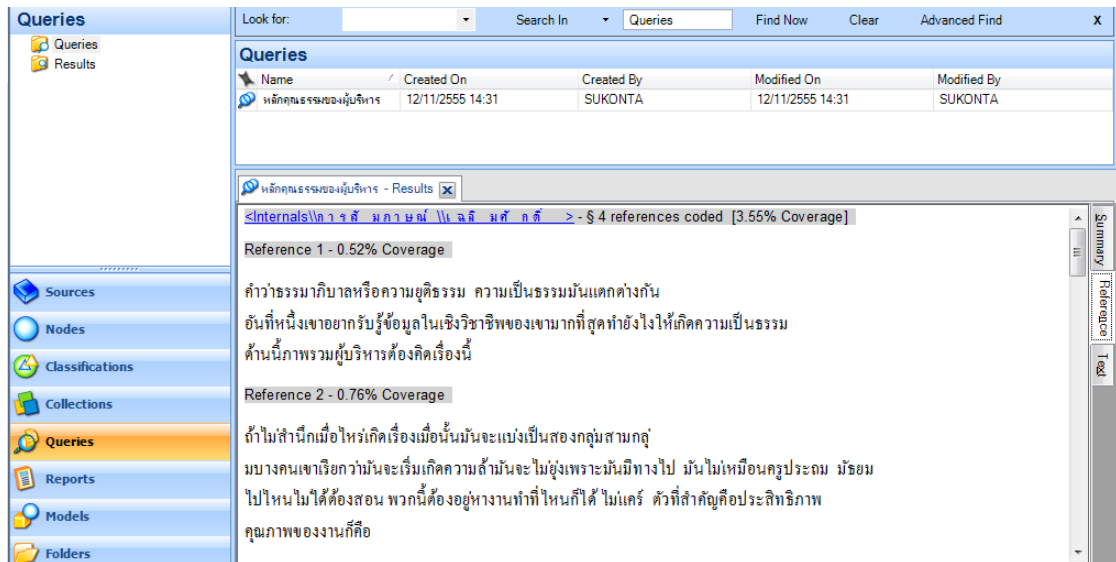 Queries
Queries
Results
Sources
Nodes
Classifications
Collections
Queries
Reports
Models
Folders
Look for: Search In Queries Find Now Clear Advanced Find x
Queries
Name Created On Created By Modified On Modified By
หลักคุณธรรมของผู้บริหาร 12/11/2555 14:31 SUKONTA 12/11/2555 14:31 SUKONTA
หลักคุณธรรมของผู้บริหาร - Results
<Internals\\การสัมภาษณ์\\เฉลิมศักดิ์> - § 4 references coded [3.55% Coverage]
Reference 1 - 0.52% Coverage
คำว่าธรรมาภิบาลหรือความยุติธรรม ความเป็นธรรมมันแตกต่างกัน
อันที่หนึ่งเขาอยากรับรู้ข้อมูลในเชิงวิชาชีพของเขามากที่สุดทำยังไงให้เกิดความเป็นธรรม
ด้านนี้ภาพรวมผู้บริหารต้องคิดเรื่องนี้
Reference 2 - 0.76% Coverage
ถ้าไม่สำนึกเมื่อไหร่เกิดเรื่องเมื่อนั้นมันจะแบ่งเป็นสองกลุ่มสามกลุ่
มบางคนเขาเรียกว่ามันจะเริ่มเกิดความล้ามันจะไม่ยุ่งเพราะมันมีทางไป มันไม่เหมือนครูประถม มัธยม
ไปไหนไม่ได้ต้องสอน พวกนี้ต้องอยู่หางานทำที่ไหนก็ได้ ไม่แคร์ ตัวที่สำคัญคือประสิทธิภาพ
คุณภาพของงานก็คือ
Summary
Reference
Text